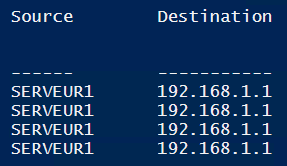 Source Destination
------ -----------
SERVEUR1 192.168.1.1
SERVEUR1 192.168.1.1
SERVEUR1 192.168.1.1
SERVEUR1 192.168.1.1